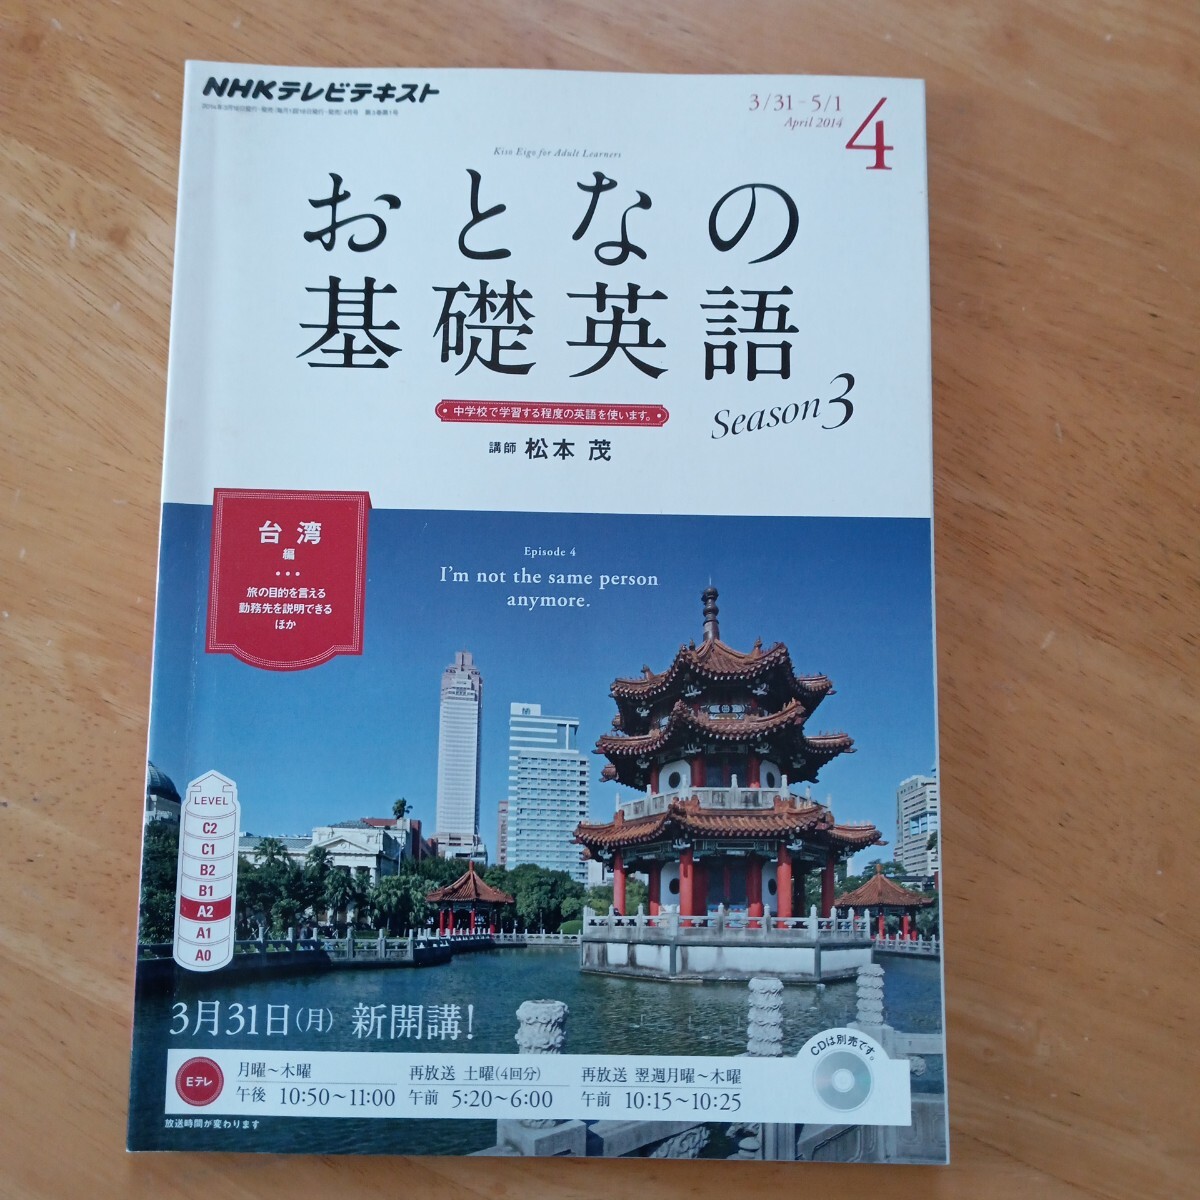 NHKテレビテキスト
3/31-5/1
April 2014
4
Kiso Eigo for Adult Learners
おとなの
基礎英語
Season 3
中学校で学習する程度の英語を使います。
講師 松本 茂
台湾
編
旅の目的を言える
勤務先を説明できる
ほか
Episode 4
I'm not the same person
anymore.
LEVEL
C2
C1
B2
B1
A2
A1
A0
3月31日(月) 新開講!
CDは別売です。
Eテレ
月曜～木曜
午後 10:50～11:00
再放送 土曜(4回分)
午前 5:20～6:00
再放送 翌週月曜～木曜
午前 10:15～10:25
放送時間が変わります